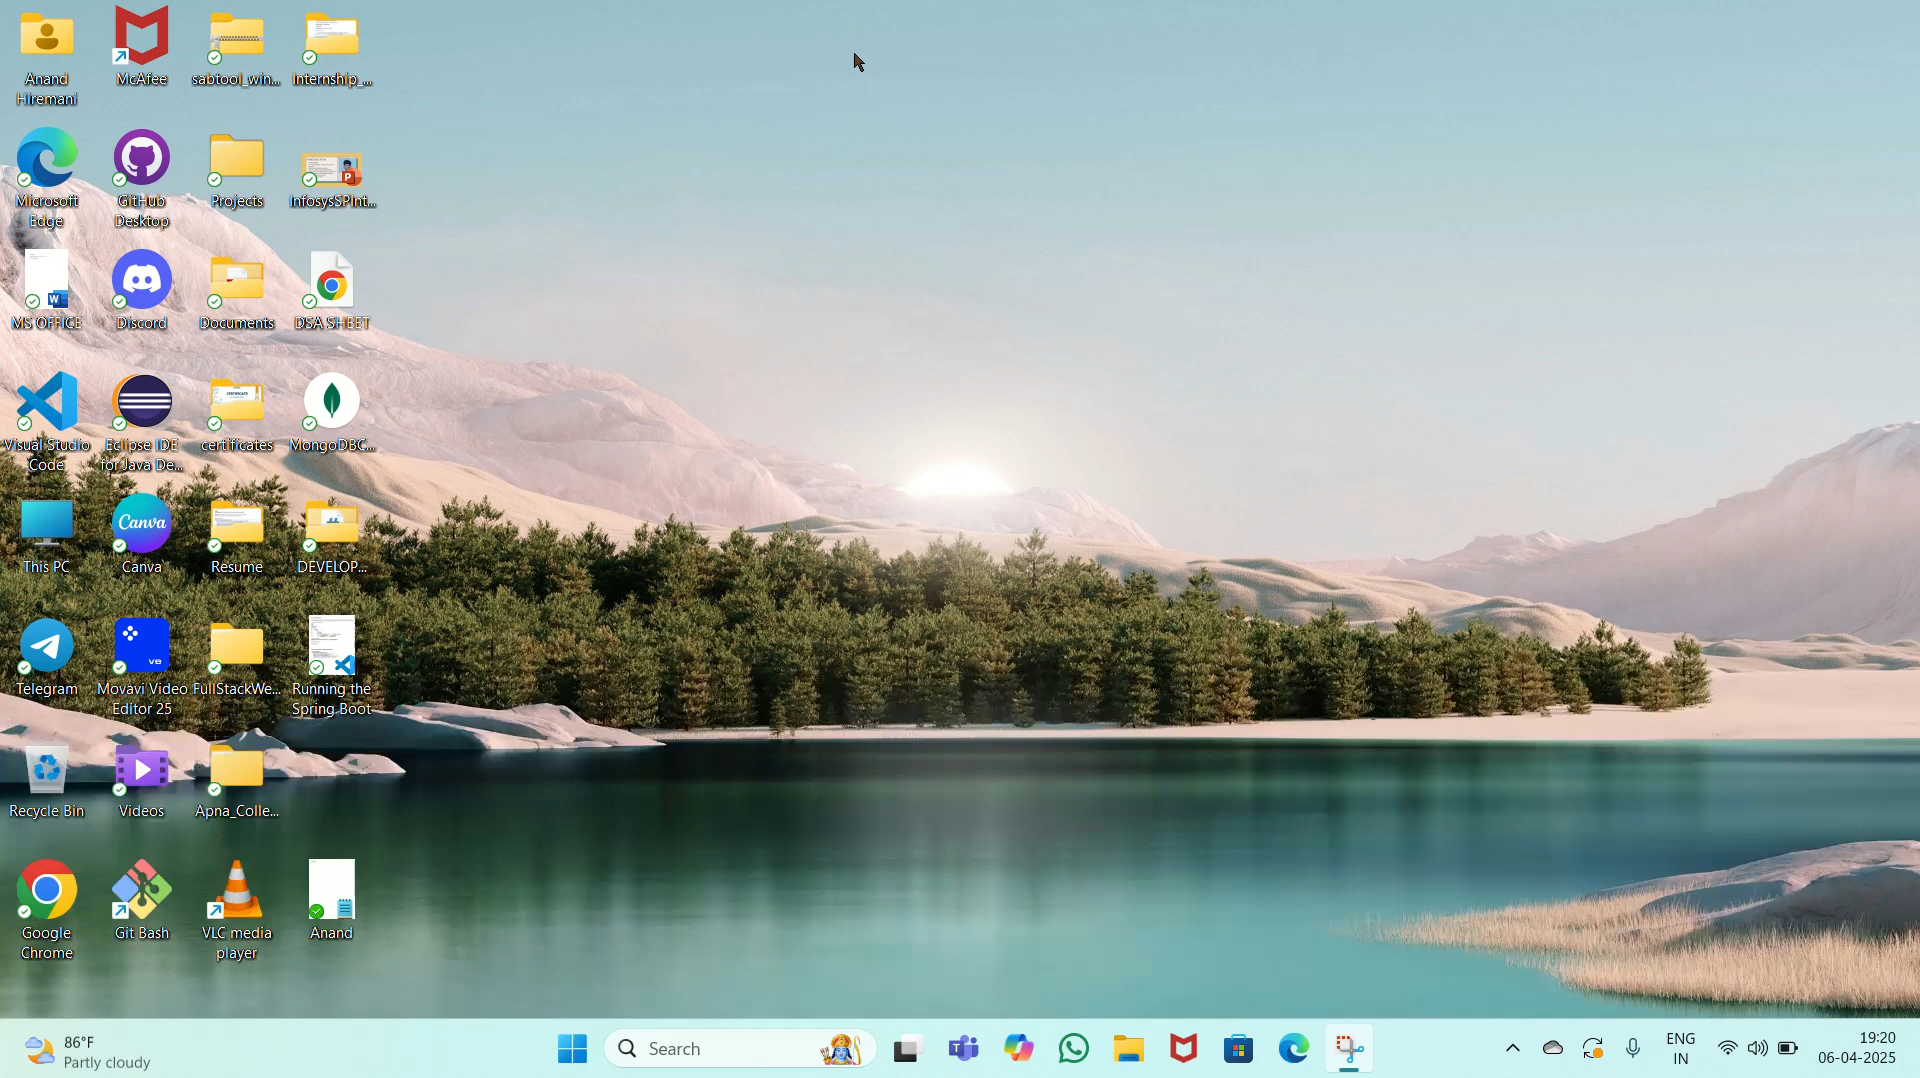 Anand
Hiremani
McAfee
sabtool_win...
Internship_...
Microsoft
Edge
GitHub
Desktop
Projects
InfosysSPInt...
MS OFFICE
Discord
Documents
DSA SHEET
Visual Studio
Code
Eclipse IDE
for Java De...
certificates
MongoDBC...
This PC
Canva
Canva
Resume
DEVELOP...
Telegram
Movavi Video
Editor 25
FullStackWe...
Running the
Spring Boot
Recycle Bin
Videos
Apna_Colle...
Google
Chrome
Git Bash
VLC media
player
Anand
86°F
Partly cloudy
Search
ENG
IN
19:20
06-04-2025